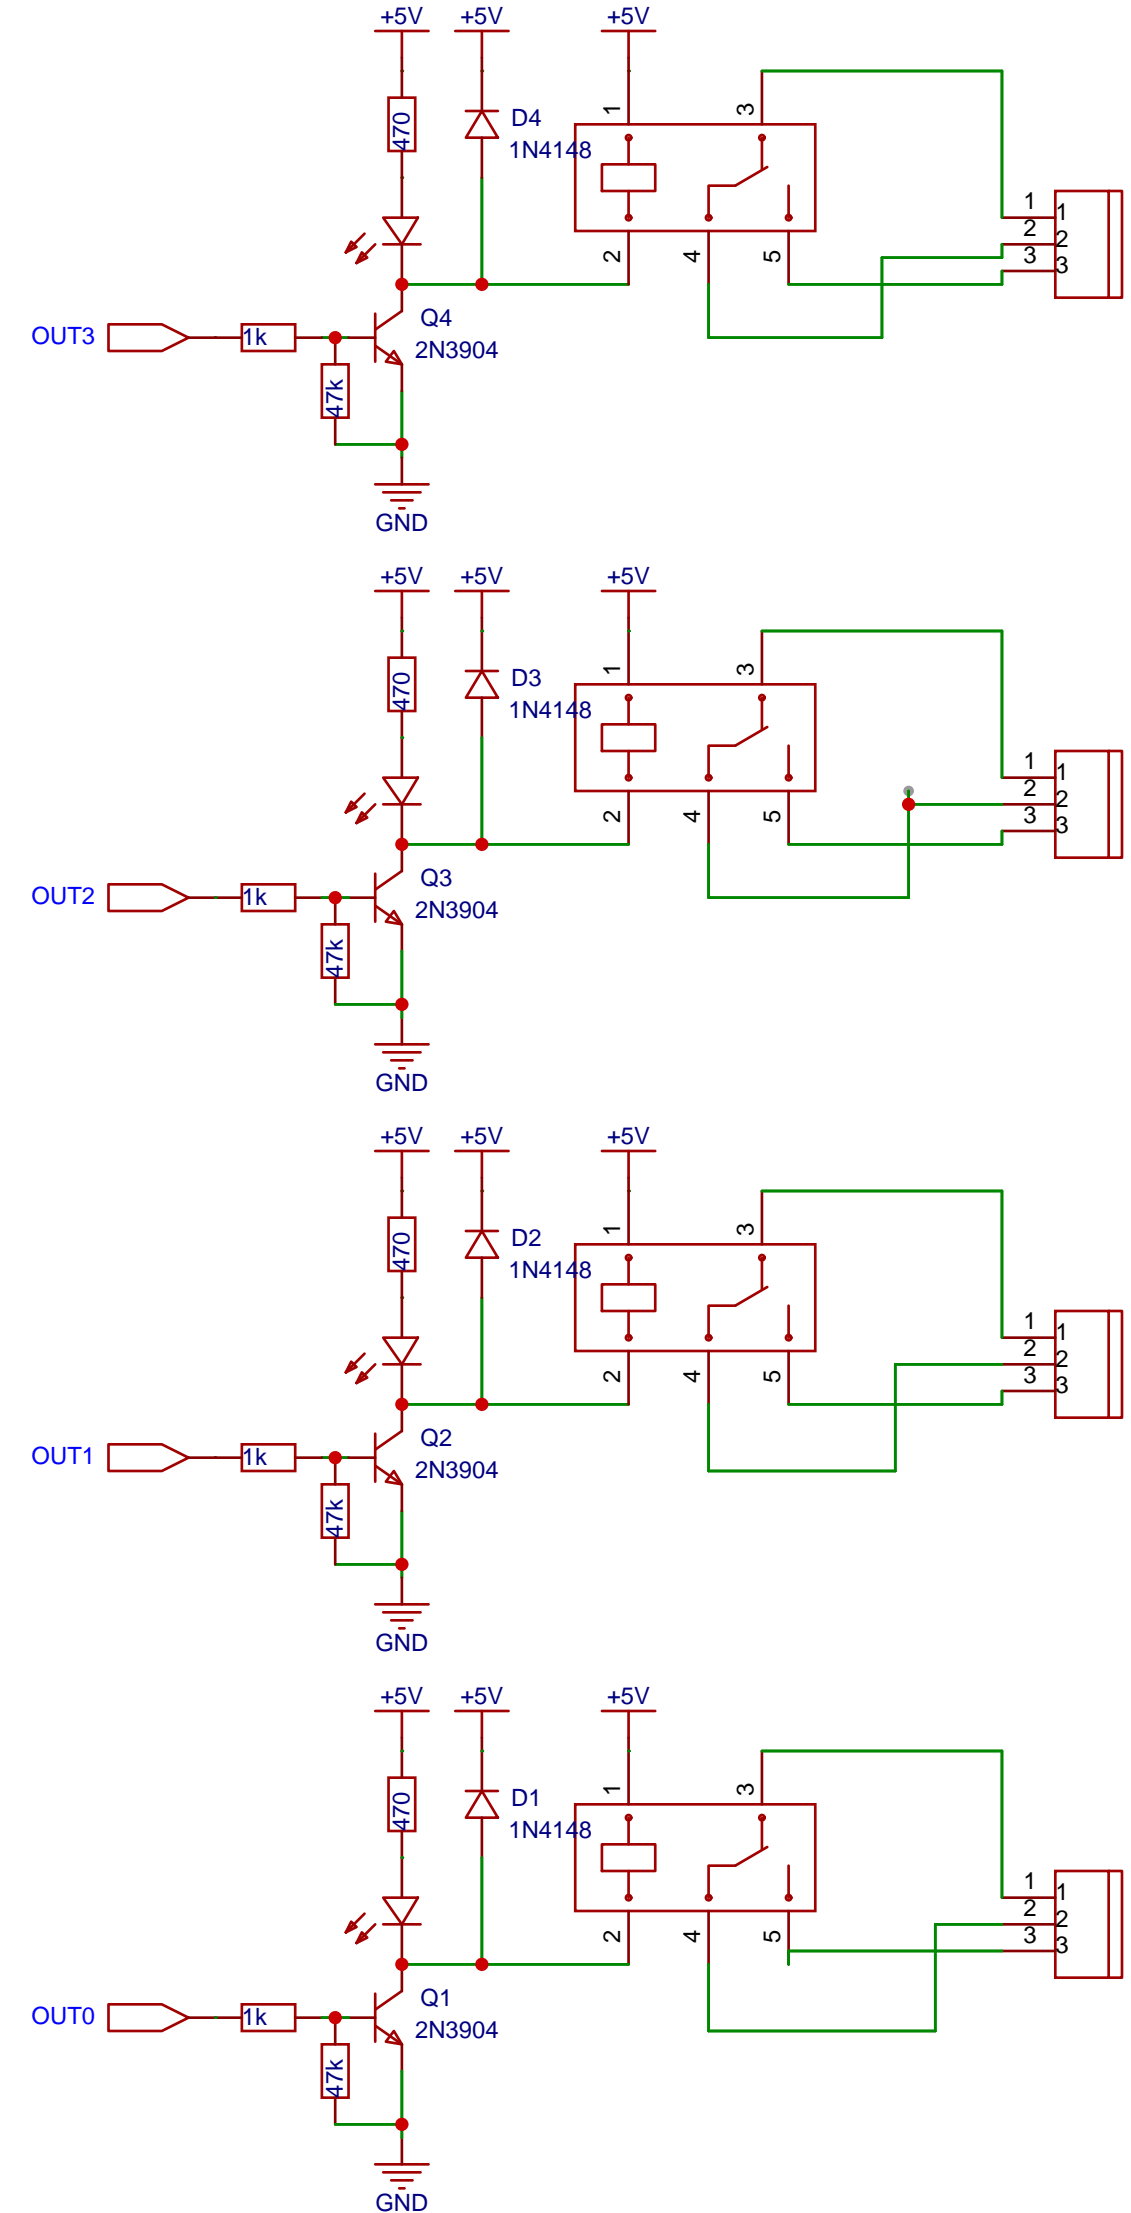 +5V +5V +5V
470
D4
1N4148
1 3
2 4 5
1 1
2 2
3 3
OUT3 1k
Q4
2N3904
47k
GND
+5V +5V +5V
470
D3
1N4148
1 3
2 4 5
1 1
2 2
3 3
OUT2 1k
Q3
2N3904
47k
GND
+5V +5V +5V
470
D2
1N4148
1 3
2 4 5
1 1
2 2
3 3
OUT1 1k
Q2
2N3904
47k
GND
+5V +5V +5V
470
D1
1N4148
1 3
2 4 5
1 1
2 2
3 3
OUT0 1k
Q1
2N3904
47k
GND